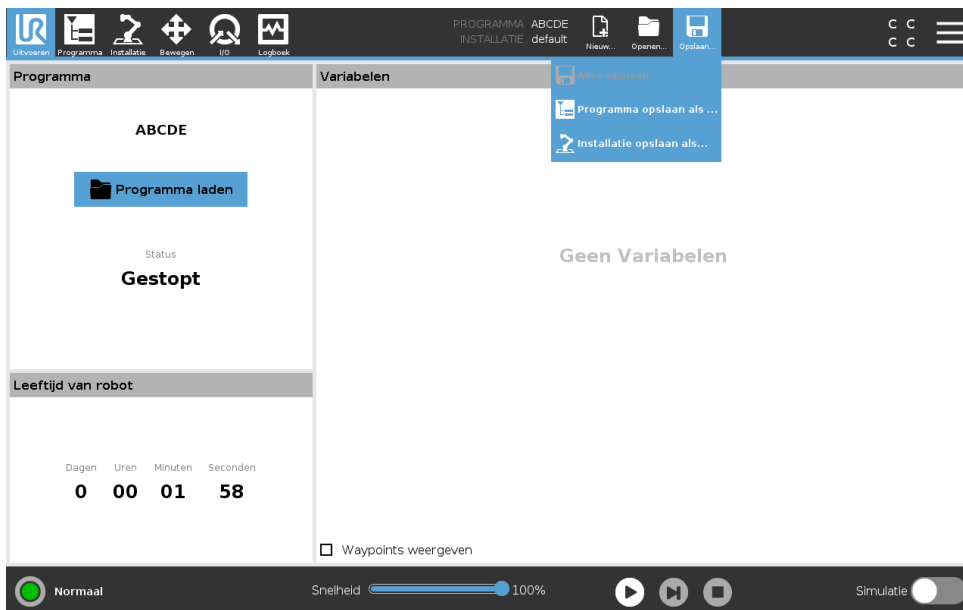 UR
Uitvoeren Programma Installatie Bewegen I/O Logboek
PROGRAMMA ABCDE
INSTALLATIE default
Nieuw... Openen... Opslaan...
C C
C C
Alles opslaan
Programma opslaan als ...
Installatie opslaan als...
Programma
ABCDE
Programma laden
Status
Gestopt
Variabelen
Geen Variabelen
Waypoints weergeven
Leeftijd van robot
Dagen Uren Minuten Seconden
0 00 01 58
Normaal
Snelheid 100%
Simulatie